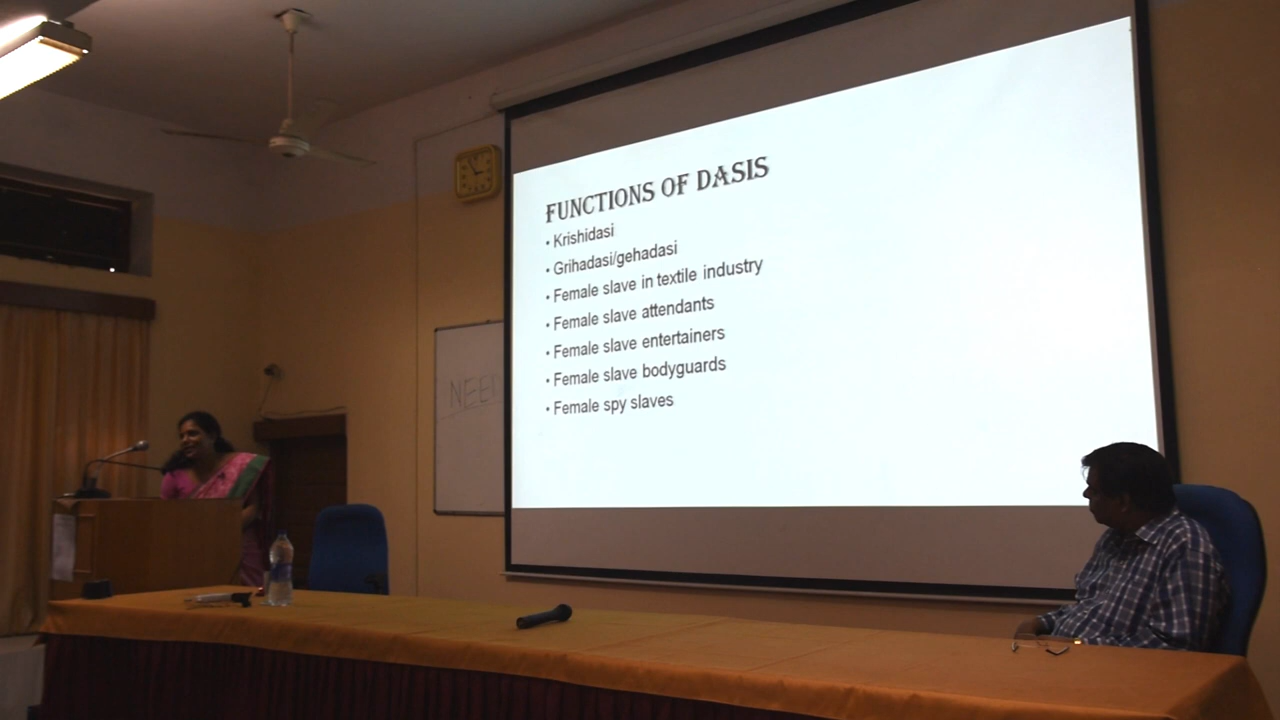 FUNCTIONS OF DASIS
• Krishidasi
• Grihadasi/gehadasi
• Female slave in textile industry
• Female slave attendants
• Female slave entertainers
• Female slave bodyguards
• Female spy slaves
NEED